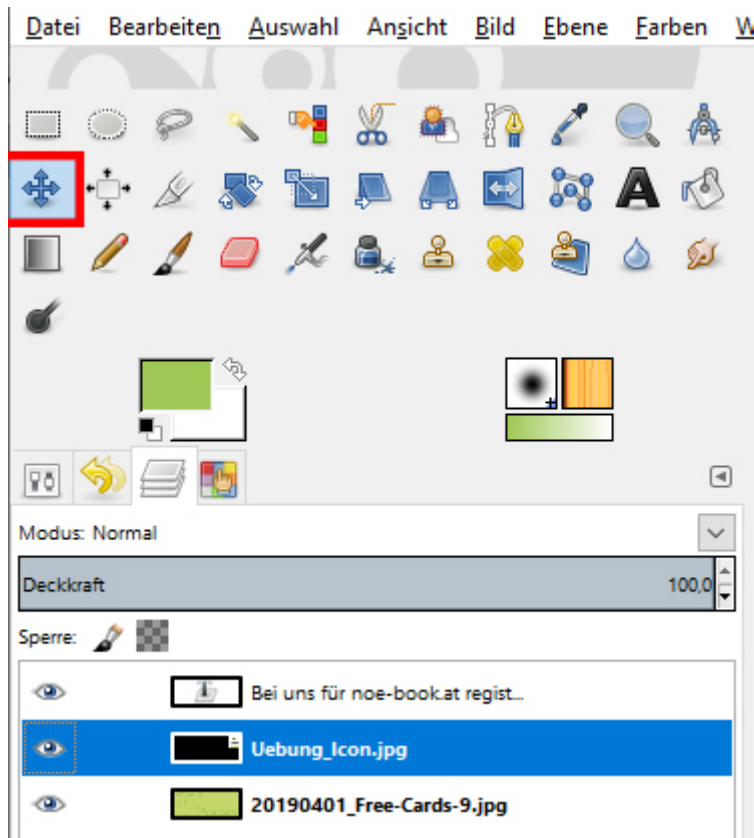 Datei Bearbeiten Auswahl Ansicht Bild Ebene Farben W
Modus: Normal
Deckkraft 100,0
Sperre:
Bei uns für noe-book.at regist...
Uebung_Icon.jpg
20190401_Free-Cards-9.jpg